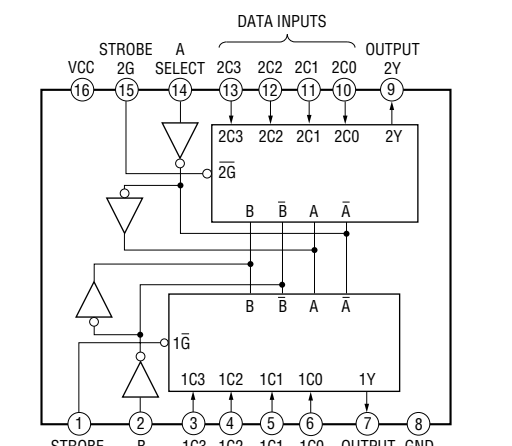 DATA INPUTS
STROBE A OUTPUT
VCC 2G SELECT 2C3 2C2 2C1 2C0 2Y
16 15 14 13 12 11 10 9
2C3 2C2 2C1 2C0 2Y
2G̅
B B̅ A A̅
B B̅ A A̅
1G̅
1C3 1C2 1C1 1C0 1Y
1 2 3 4 5 6 7 8
STROBE B 1C3 1C2 1C1 1C0 OUTPUT GND